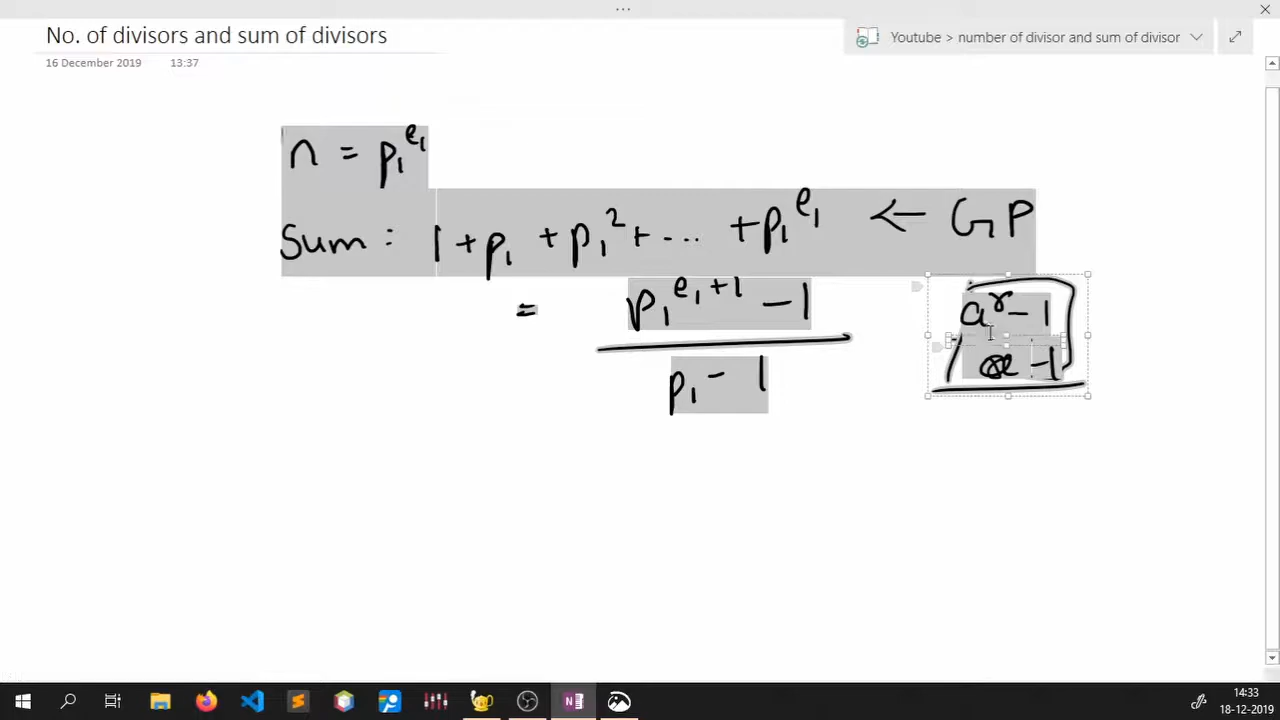 ...
No. of divisors and sum of divisors
Youtube > number of divisor and sum of divisor
16 December 2019 13:37
n = p₁^e₁
Sum : 1 + p₁ + p₁² + ... + p₁^e₁ ← GP
= p₁^(e₁+1) − 1
p₁ − 1
a^r − 1
− 1
14:33
18-12-2019